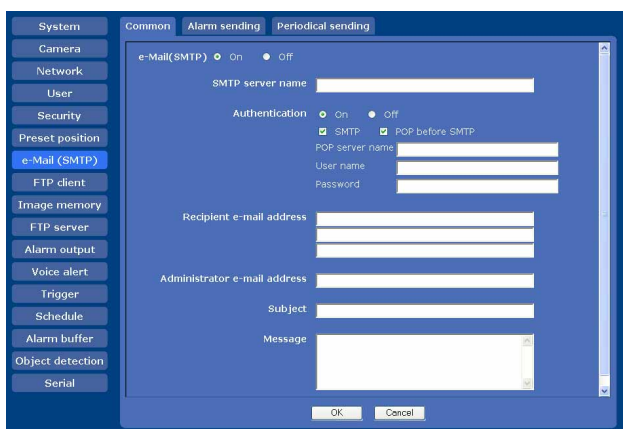 System
Camera
Network
User
Security
Preset position
e-Mail (SMTP)
FTP client
Image memory
FTP server
Alarm output
Voice alert
Trigger
Schedule
Alarm buffer
Object detection
Serial
Common Alarm sending Periodical sending
e-Mail(SMTP) On Off
SMTP server name
Authentication On Off
SMTP POP before SMTP
POP server name
User name
Password
Recipient e-mail address
Administrator e-mail address
Subject
Message
OK Cancel